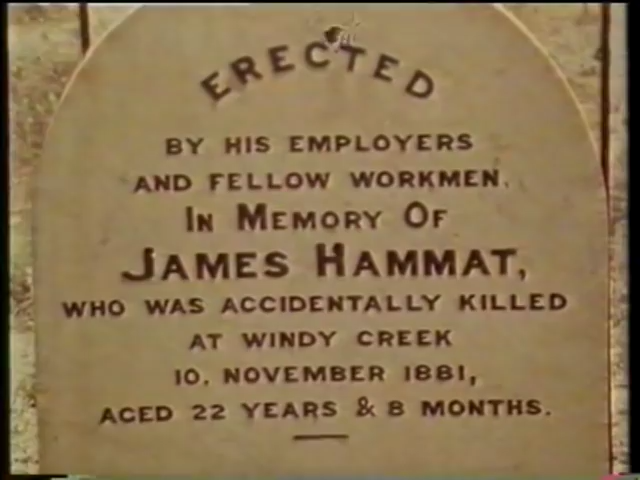 ERECTED
BY HIS EMPLOYERS
AND FELLOW WORKMEN.
IN MEMORY OF
JAMES HAMMAT,
WHO WAS ACCIDENTALLY KILLED
AT WINDY CREEK
10. NOVEMBER 1881,
AGED 22 YEARS & 8 MONTHS.